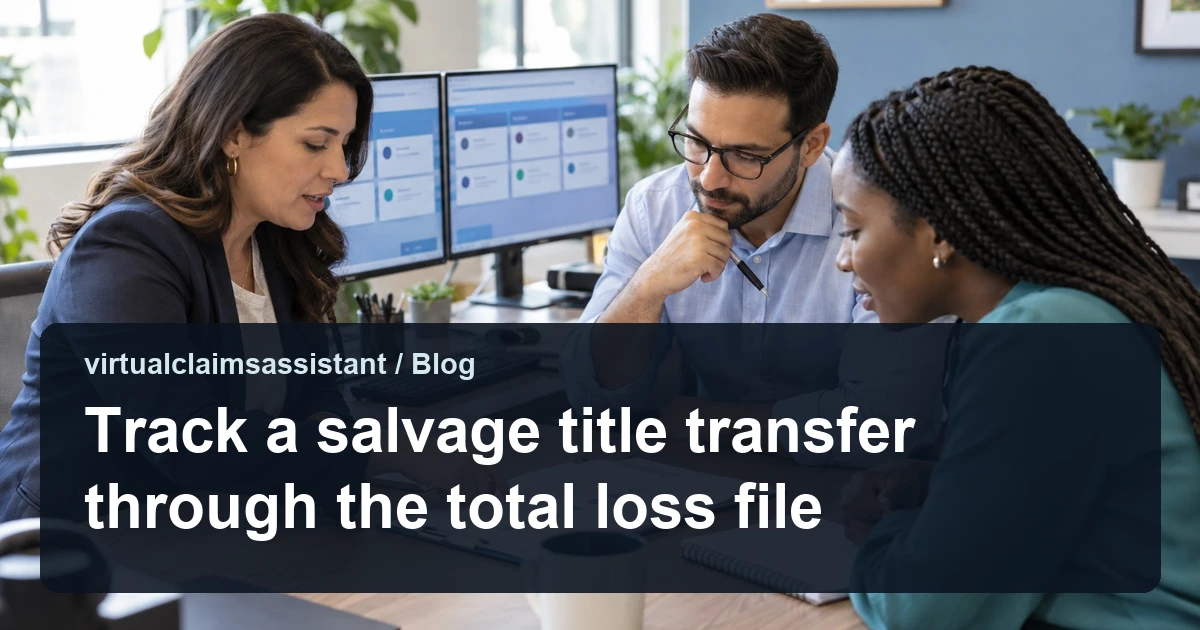 virtualclaimsassistant / Blog
Track a salvage title transfer
through the total loss file